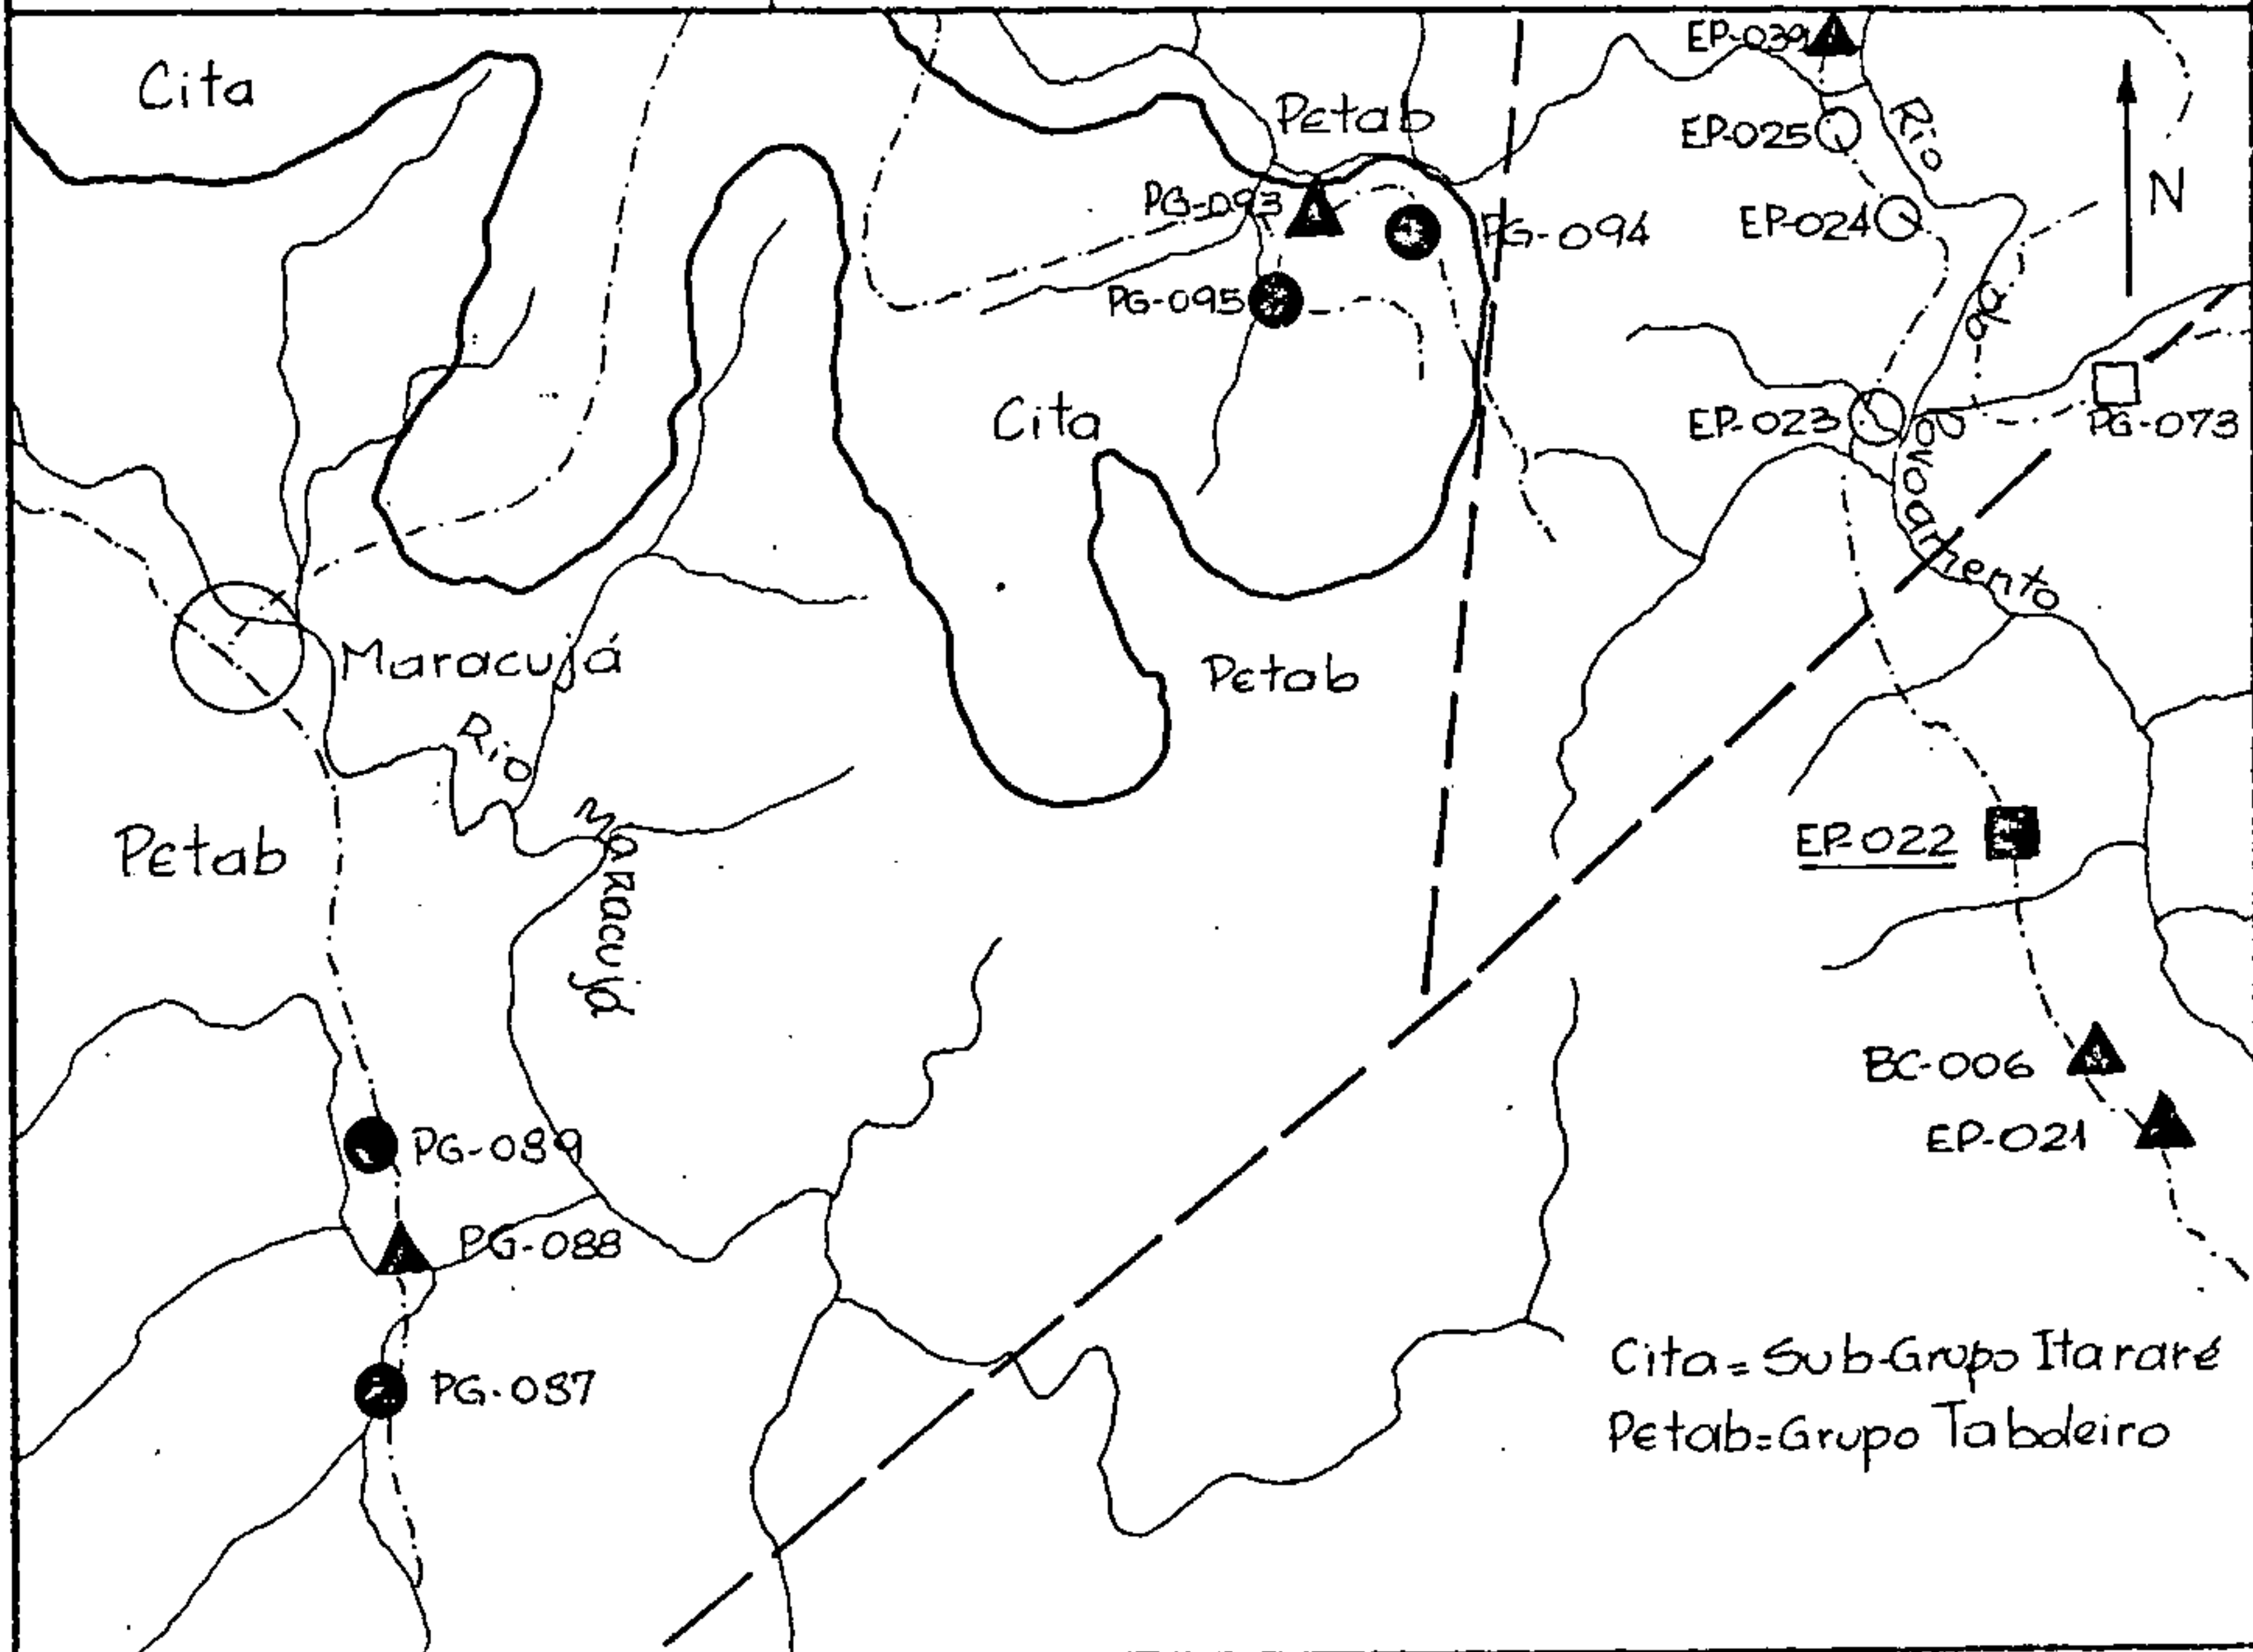 EP-039
Cita
Petab
EP-025
Rio
PG-093
N
EP-024
PG-094
PG-095
Cita
EP-023
PG-073
Maracujá
Petab
Rio
EP-022
Petab
Maracujá
BC-006
EP-021
PG-089
PG-088
Cita = Sub-Grupo Itararé
PG-087
Petab = Grupo Taboleiro